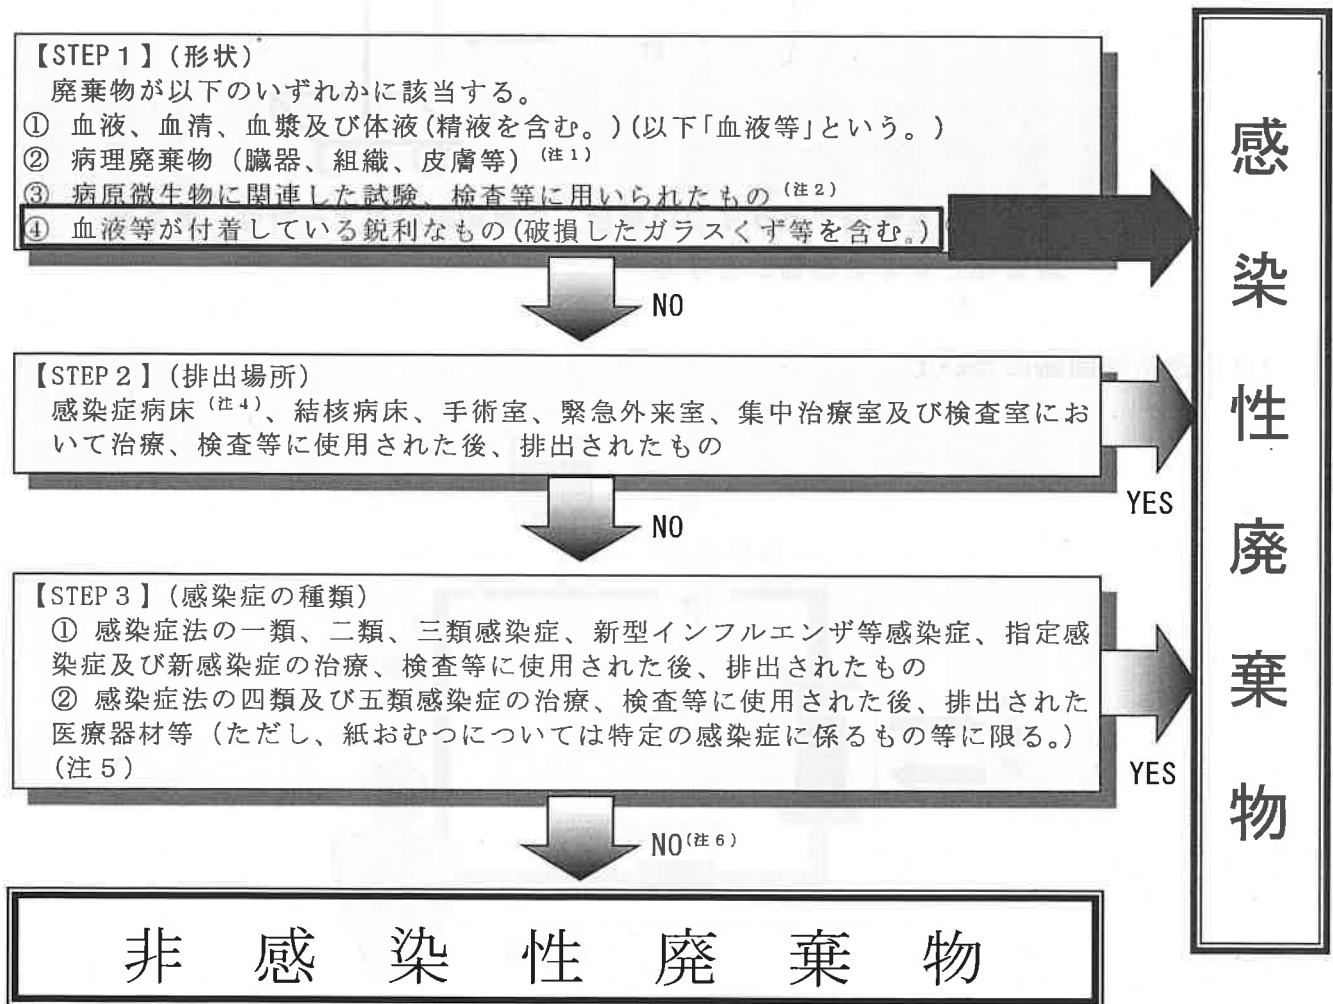 【STEP1】(形状)
廃棄物が以下のいずれかに該当する。
① 血液、血清、血漿及び体液(精液を含む。)(以下「血液等」という。)
② 病理廃棄物(臓器、組織、皮膚等)(注1)
③ 病原微生物に関連した試験、検査等に用いられたもの(注2)
④ 血液等が付着している鋭利なもの(破損したガラスくず等を含む。)
NO
【STEP2】(排出場所)
感染症病床(注4)、結核病床、手術室、緊急外来室、集中治療室及び検査室にお
いて治療、検査等に使用された後、排出されたもの
YES
NO
【STEP3】(感染症の種類)
① 感染症法の一類、二類、三類感染症、新型インフルエンザ等感染症、指定感
染症及び新感染症の治療、検査等に使用された後、排出されたもの
② 感染症法の四類及び五類感染症の治療、検査等に使用された後、排出された
医療器材等(ただし、紙おむつについては特定の感染症に係るもの等に限る。)
(注5)
YES
NO(注6)
非感染性廃棄物
感染性廃棄物